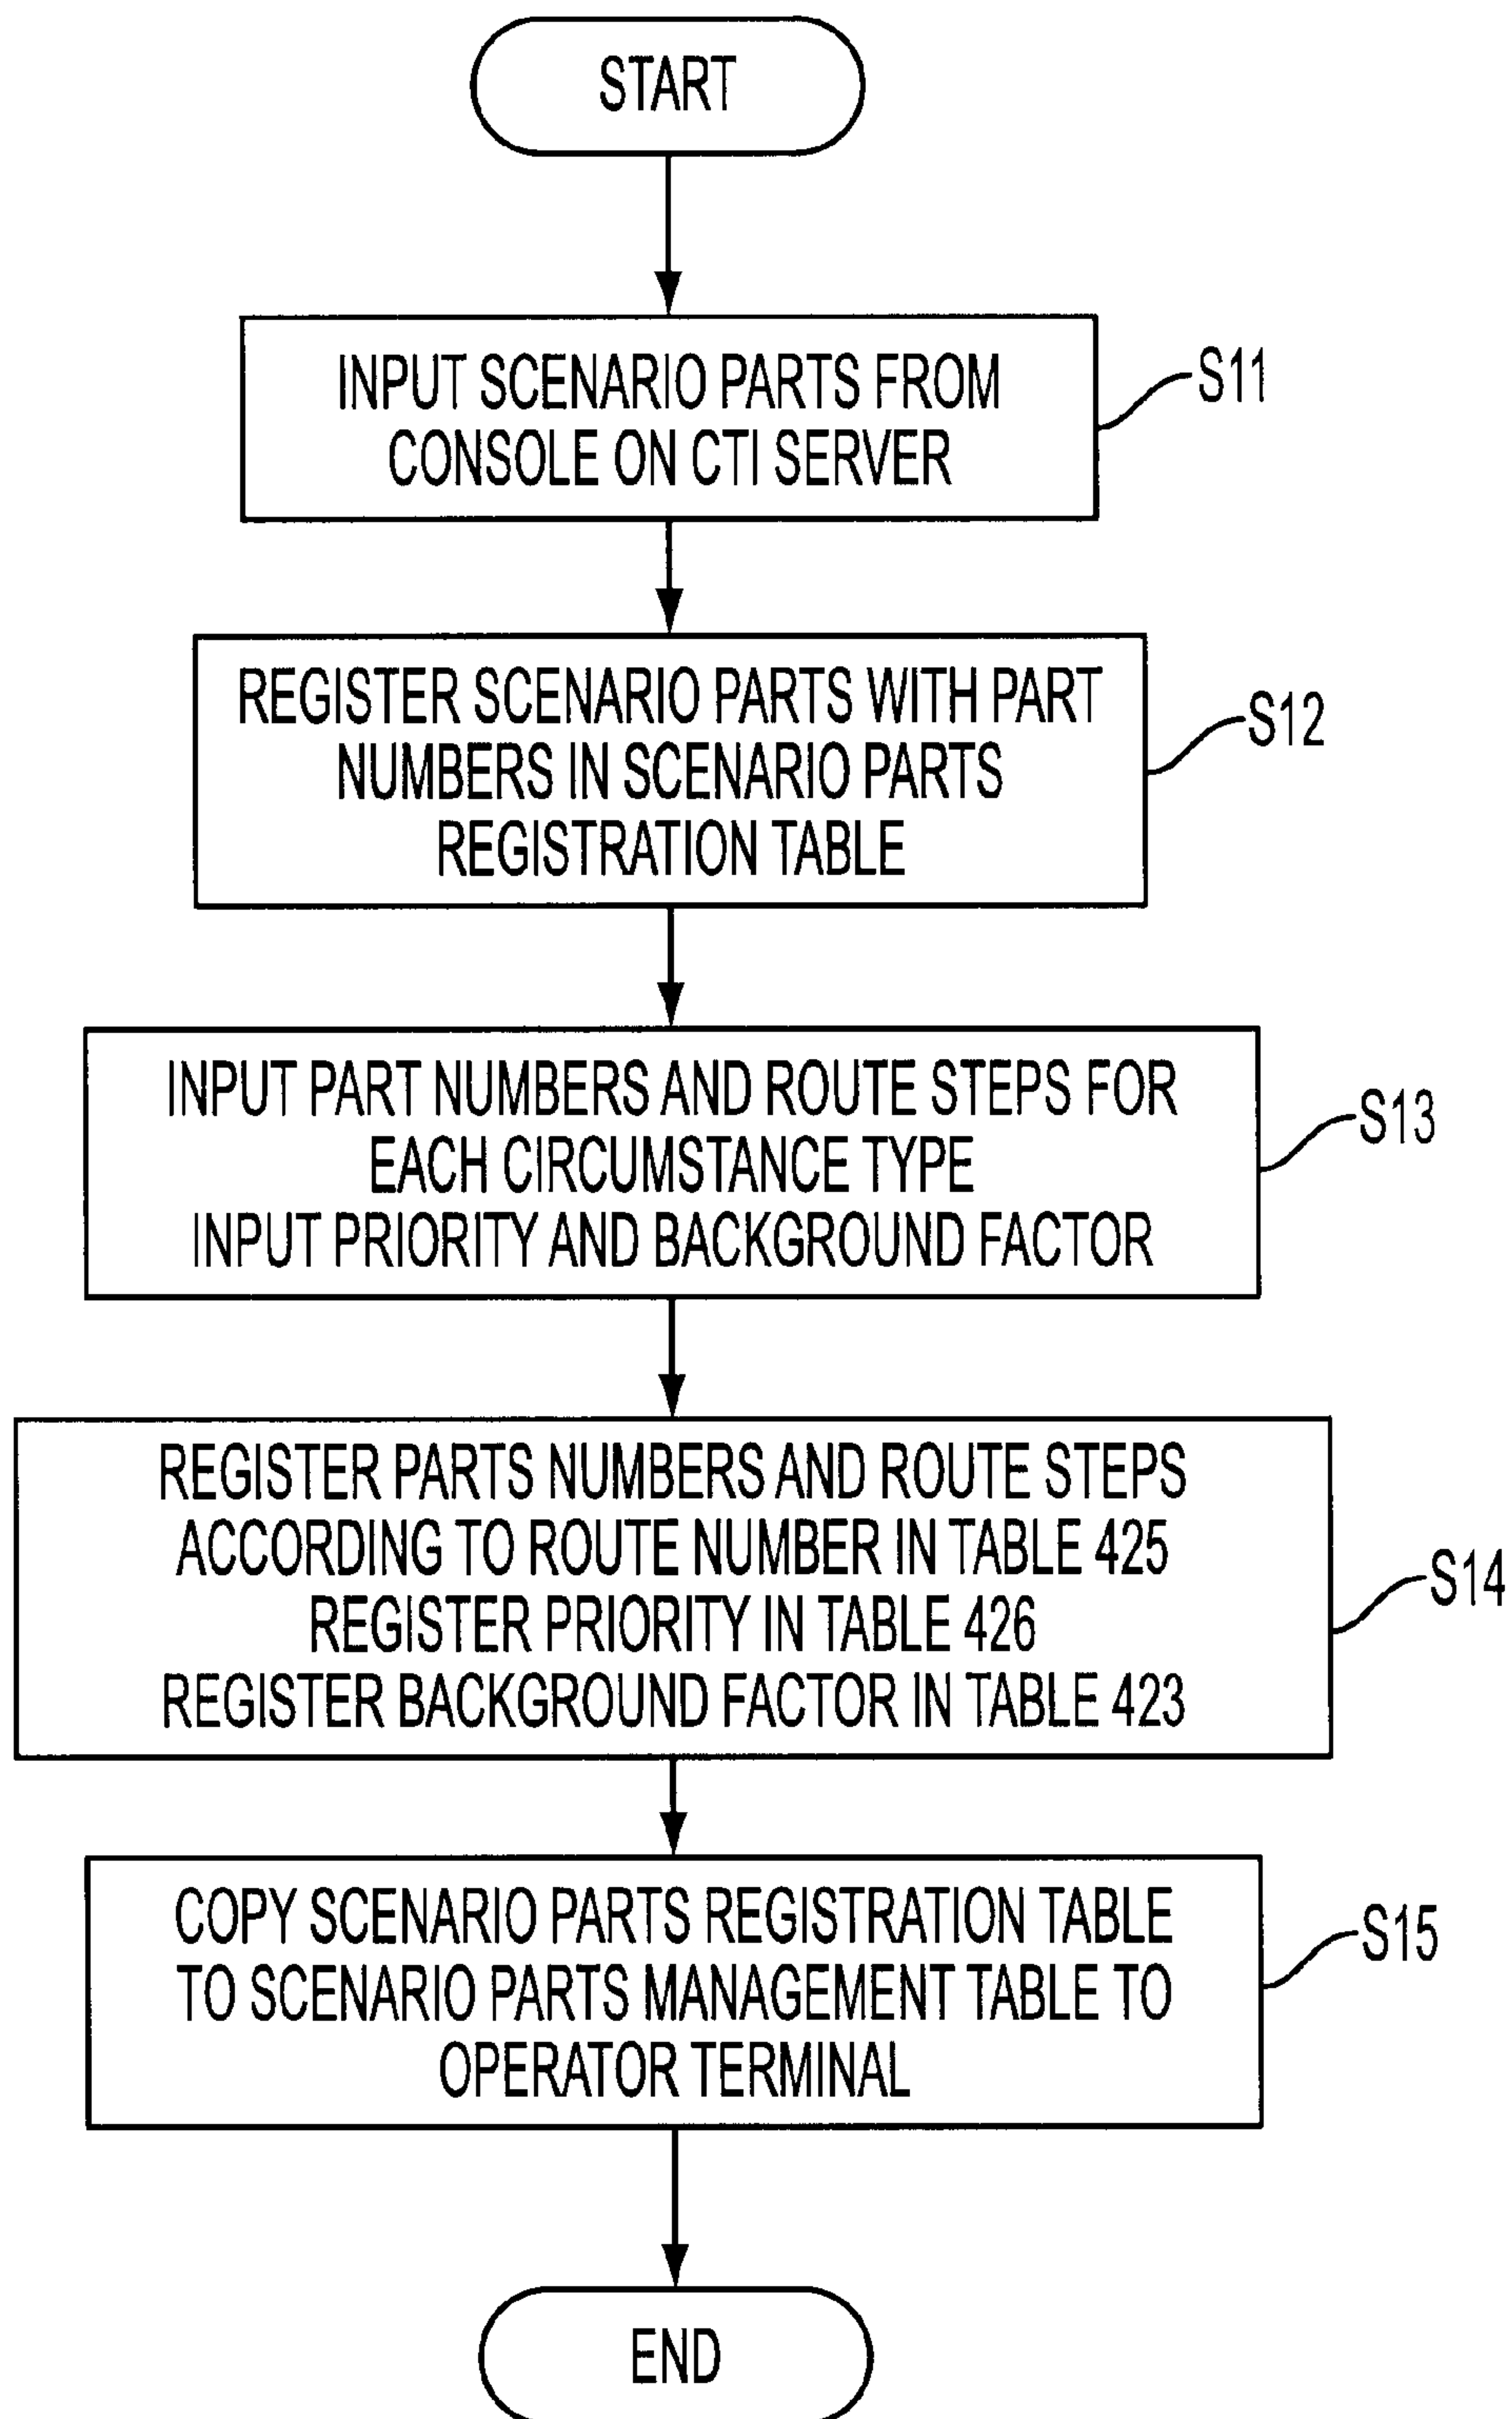 START
INPUT SCENARIO PARTS FROM
CONSOLE ON CTI SERVER
S11
REGISTER SCENARIO PARTS WITH PART
NUMBERS IN SCENARIO PARTS
REGISTRATION TABLE
S12
INPUT PART NUMBERS AND ROUTE STEPS FOR
EACH CIRCUMSTANCE TYPE
INPUT PRIORITY AND BACKGROUND FACTOR
S13
REGISTER PARTS NUMBERS AND ROUTE STEPS
ACCORDING TO ROUTE NUMBER IN TABLE 425
REGISTER PRIORITY IN TABLE 426
REGISTER BACKGROUND FACTOR IN TABLE 423
S14
COPY SCENARIO PARTS REGISTRATION TABLE
TO SCENARIO PARTS MANAGEMENT TABLE TO
OPERATOR TERMINAL
S15
END